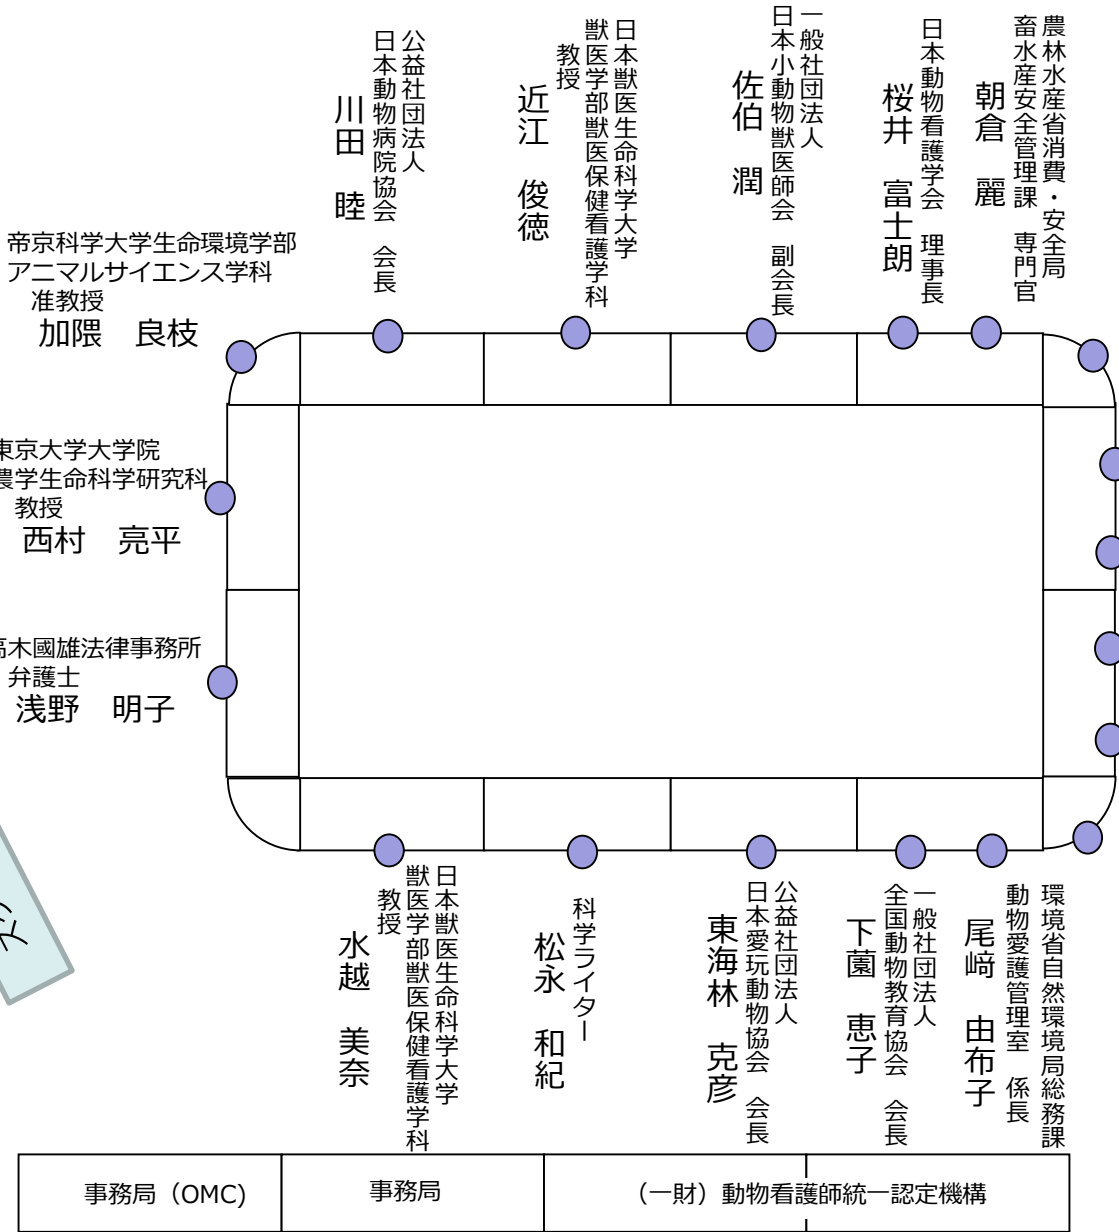 農林水産省消費・安全局
畜水産安全管理課　専門官
朝倉　麗
日本動物看護学会　理事長
桜井　富士朗
一般社団法人
日本小動物獣医師会　副会長
佐伯　潤
日本獣医生命科学大学
獣医学部獣医保健看護学科
教授
近江　俊徳
公益社団法人
日本動物病院協会　会長
川田　睦
帝京科学大学生命環境学部
アニマルサイエンス学科
准教授
加隈　良枝
東京大学大学院
農学生命科学研究科
教授
西村　亮平
高木國雄法律事務所
弁護士
浅野　明子
環境省自然環境局総務課
動物愛護管理室　係長
尾﨑　由布子
一般社団法人
全国動物教育協会　会長
下薗　恵子
公益社団法人
日本愛玩動物協会　会長
東海林　克彦
科学ライター
松永　和紀
日本獣医生命科学大学
獣医学部獣医保健看護学科
教授
水越　美奈
事務局（OMC)
事務局
（一財）動物看護師統一認定機構